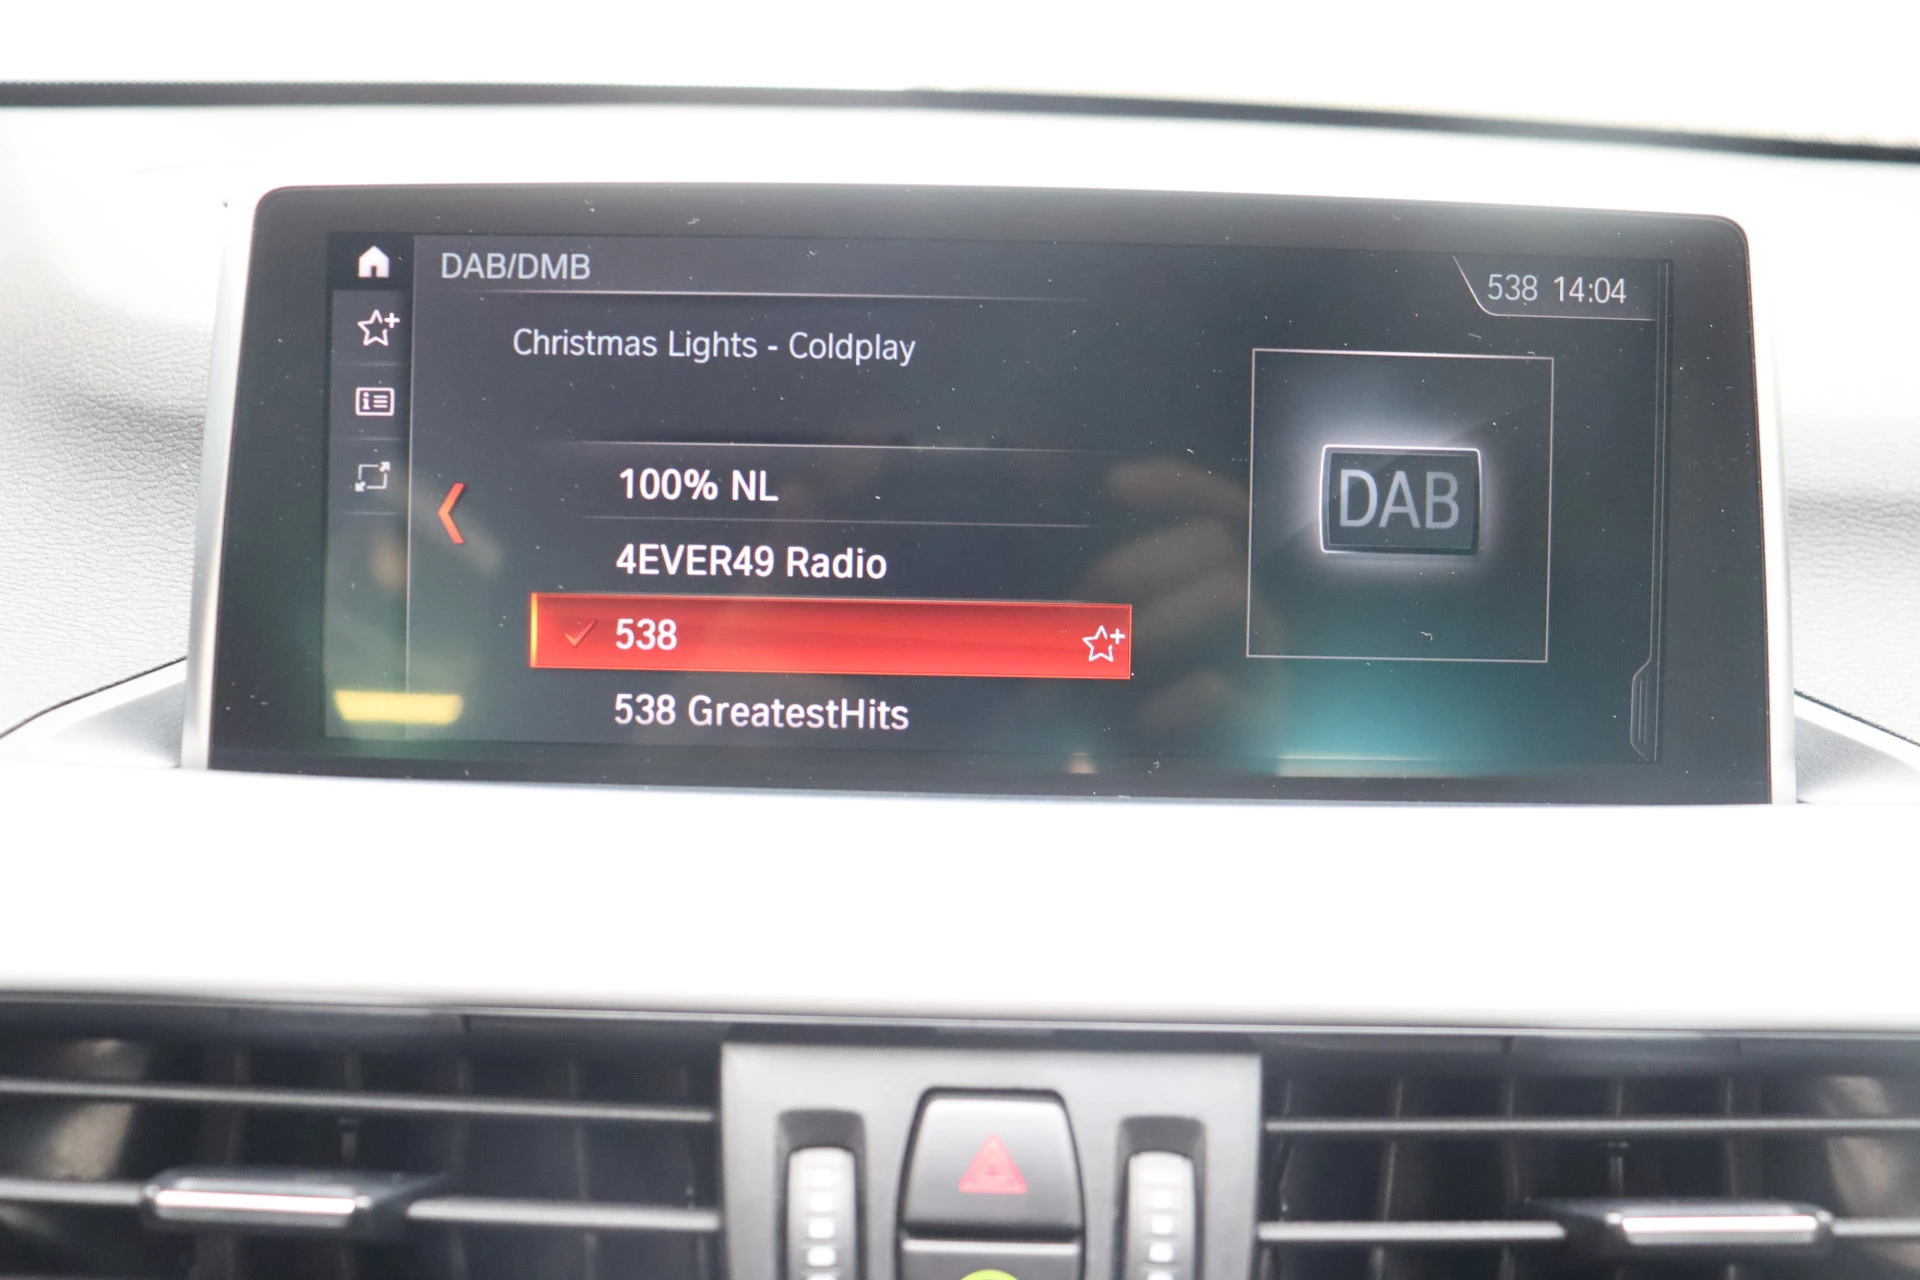 DAB/DMB
538 14:04
Christmas Lights - Coldplay
100% NL
4EVER49 Radio
538
538 GreatestHits
DAB